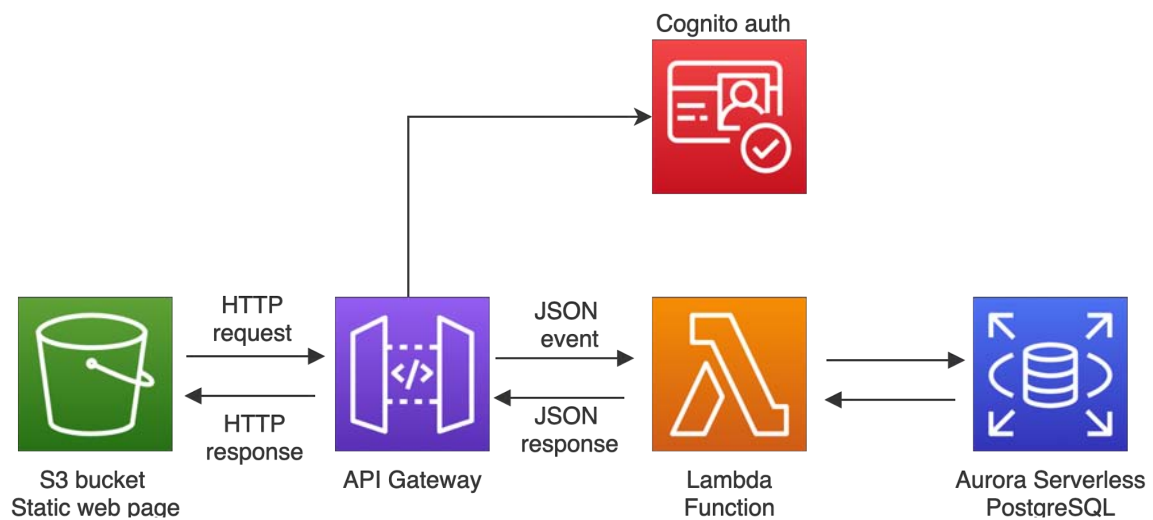 Cognito auth
HTTP
request
JSON
event
</>
HTTP
response
JSON
response
S3 bucket
Static web page
API Gateway
Lambda
Function
Aurora Serverless
PostgreSQL